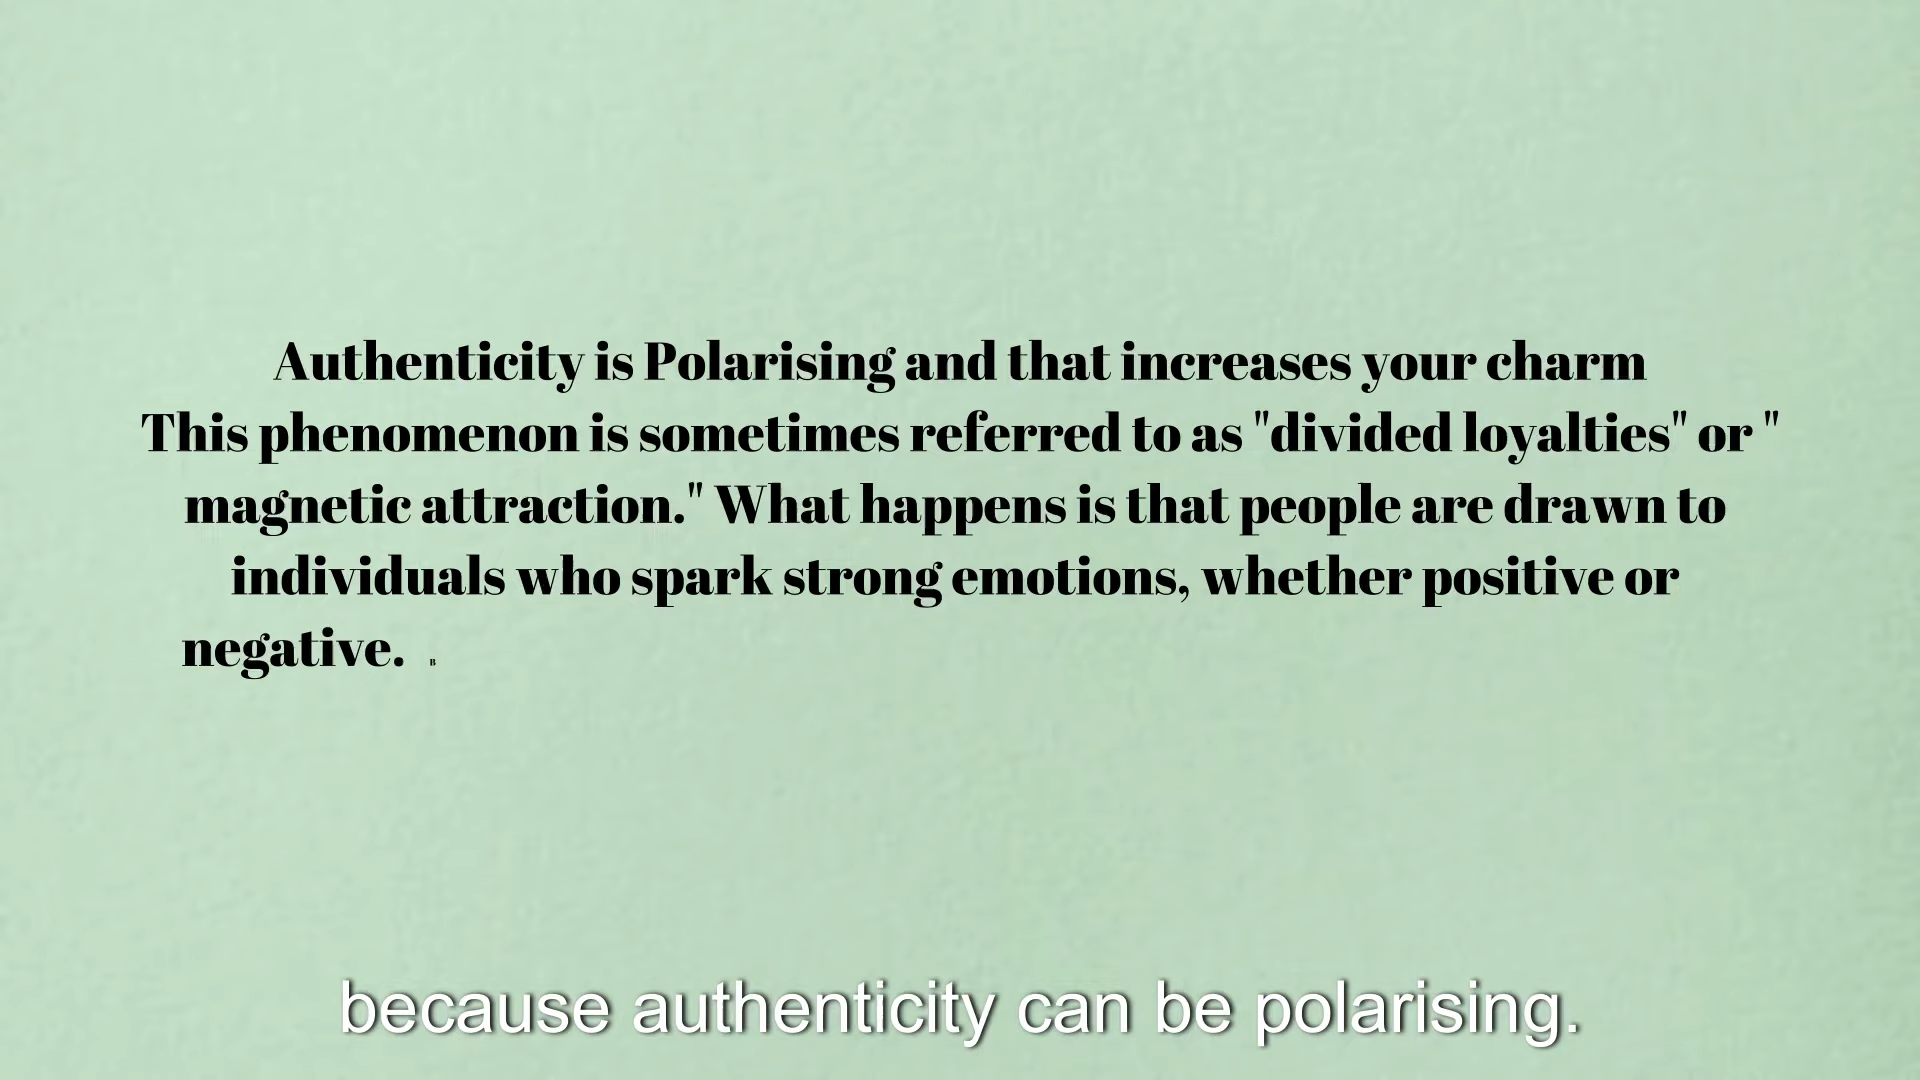 Authenticity is Polarising and that increases your charm
This phenomenon is sometimes referred to as "divided loyalties" or "
magnetic attraction." What happens is that people are drawn to
individuals who spark strong emotions, whether positive or
negative. B
because authenticity can be polarising.